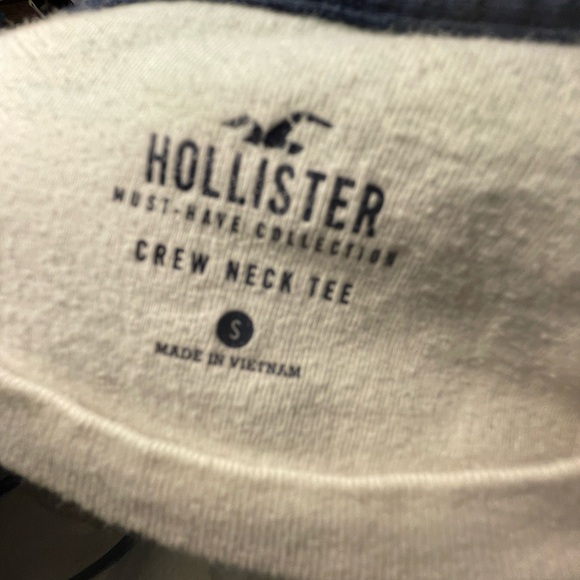 HOLLISTER
MUST-HAVE COLLECTION
CREW NECK TEE
S
MADE IN VIETNAM